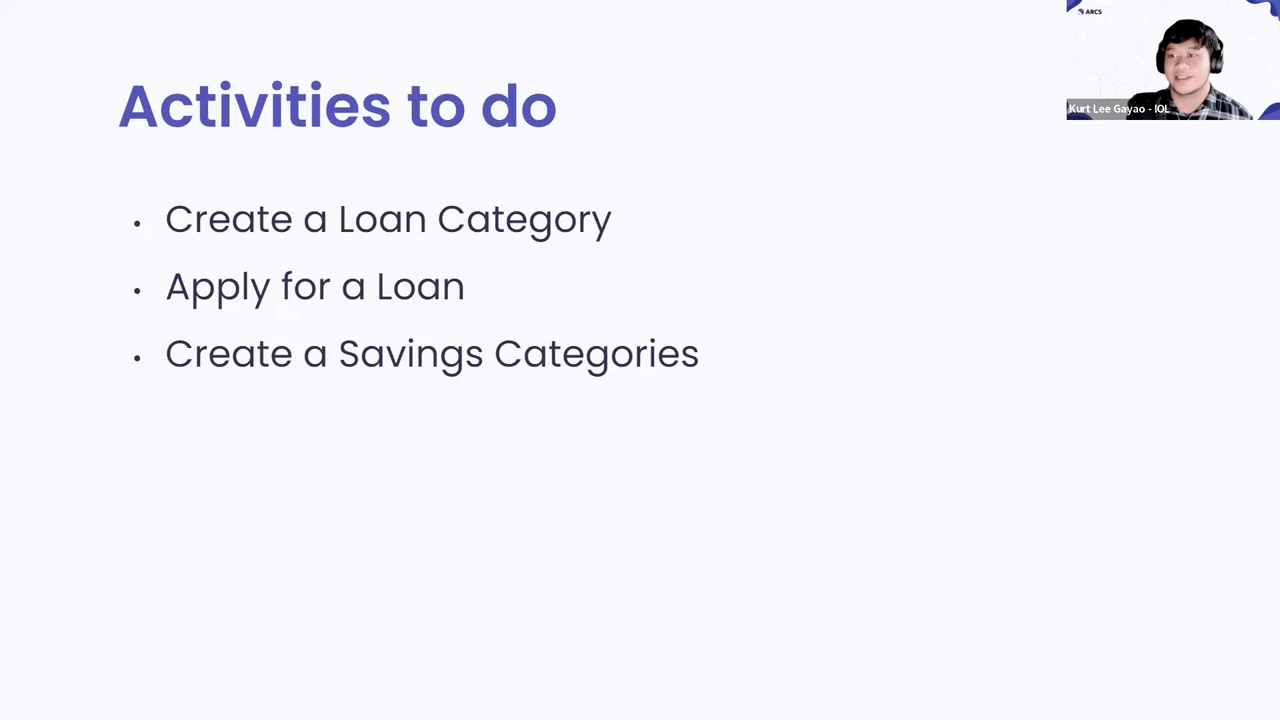 ARCS
Activities to do
Kurt Lee Gayao - IOL
• Create a Loan Category
• Apply for a Loan
• Create a Savings Categories